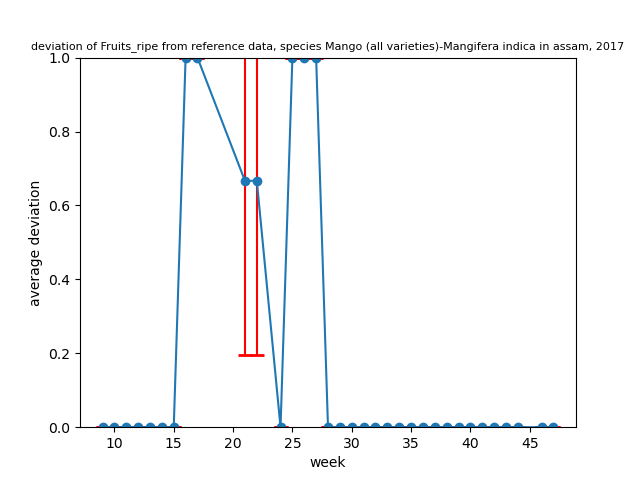 deviation of Fruits_ripe from reference data, species Mango (all varieties)-Mangifera indica in assam, 2017
1.0
0.8
0.6
0.4
0.2
0.0
average deviation
10 15 20 25 30 35 40 45
week